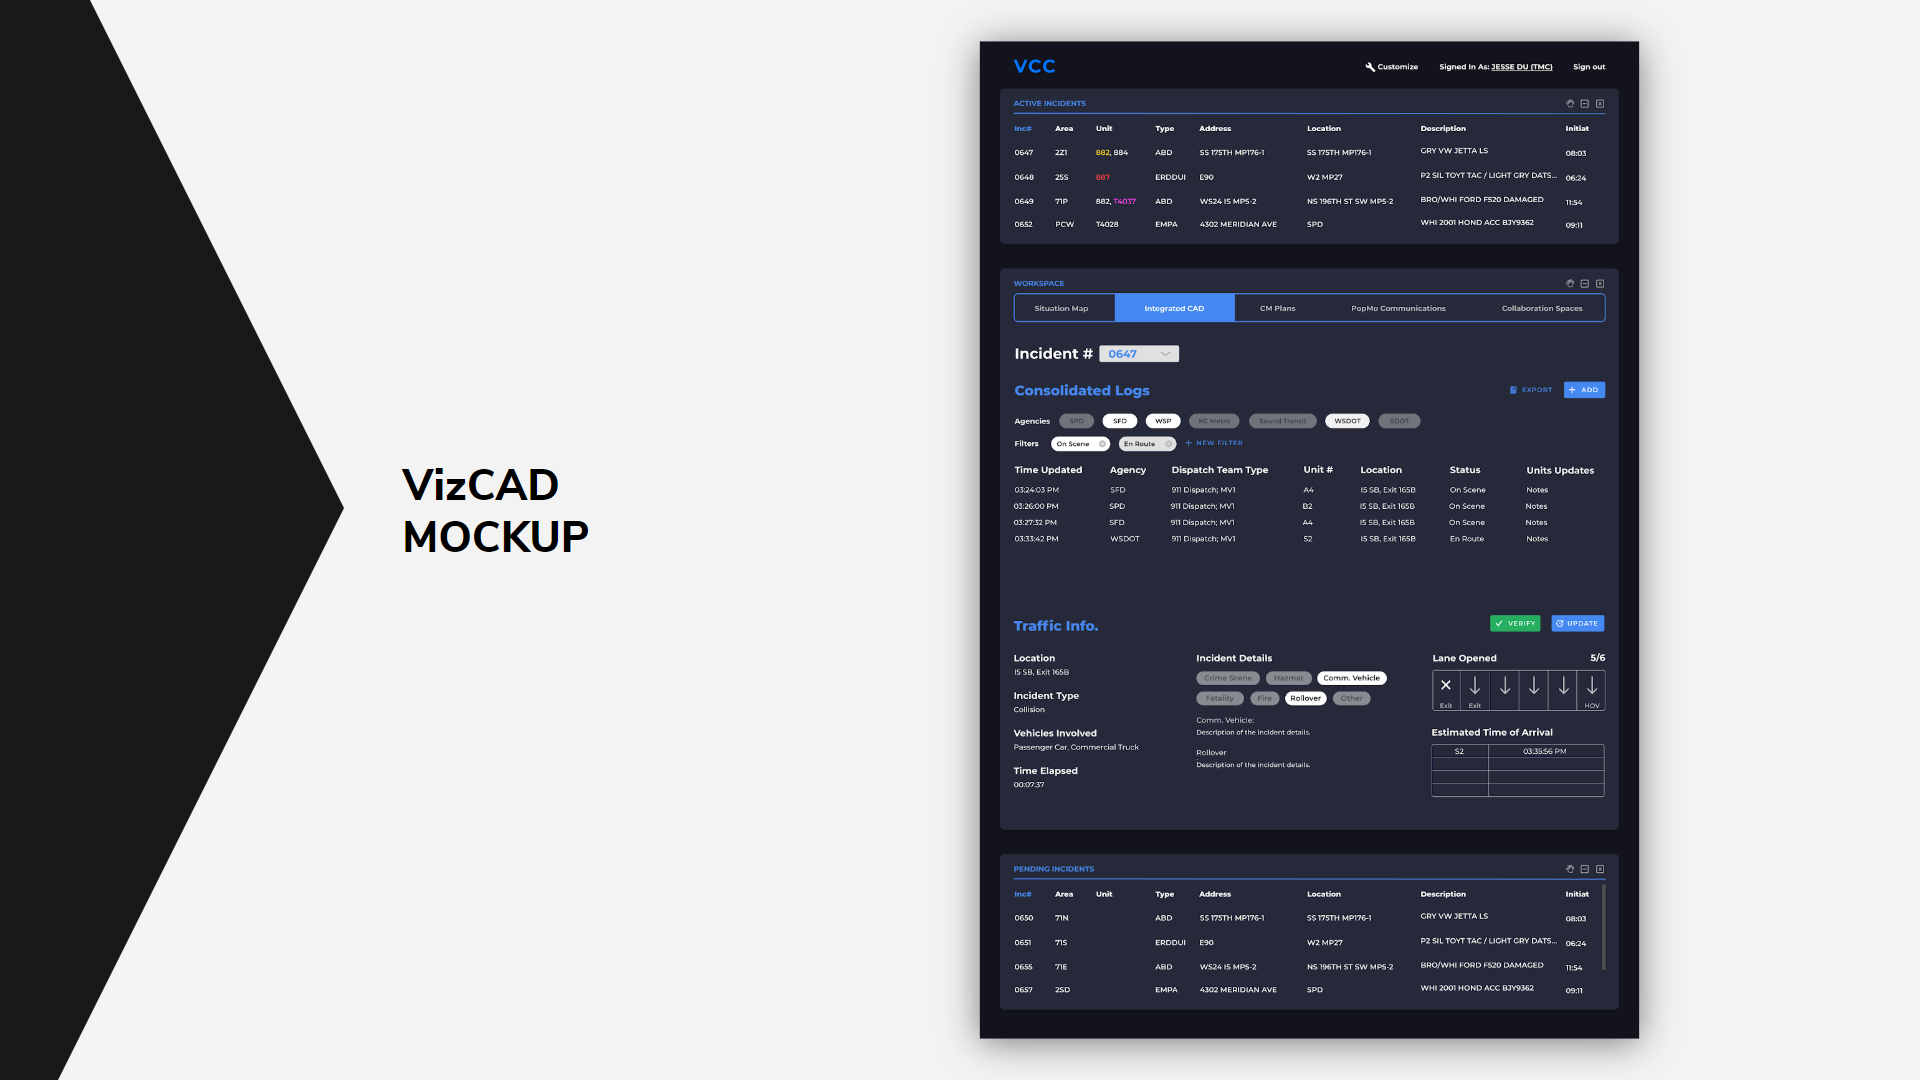 VizCAD
MOCKUP
VCC
Customize Signed In As: JESSE DU (TMC) Sign out
ACTIVE INCIDENTS
Inc# Area Unit Type Address Location Description Initiat
0647 2Z1 882, 884 ABD SS 175TH MP176-1 SS 175TH MP176-1 GRY VW JETTA LS 08:03
0648 25S 887 ERDDUI E90 W2 MP27 P2 SIL TOYT TAC / LIGHT GRY DATS... 06:24
0649 71P 882, T4037 ABD WS24 IS MP5-2 NS 196TH ST SW MP5-2 BRO/WHI FORD F520 DAMAGED 11:54
0652 PCW T4028 EMPA 4302 MERIDIAN AVE SPD WHI 2001 HOND ACC BJY9362 09:11
WORKSPACE
Situation Map Integrated CAD CM Plans PopMo Communications Collaboration Spaces
Incident # 0647
Consolidated Logs EXPORT + ADD
Agencies SPD SFD WSP KC Metro Sound Transit WSDOT SDOT
Filters On Scene En Route + NEW FILTER
Time Updated Agency Dispatch Team Type Unit # Location Status Units Updates
03:24:03 PM SFD 911 Dispatch; MV1 A4 I5 SB, Exit 165B On Scene Notes
03:26:00 PM SPD 911 Dispatch; MV1 B2 I5 SB, Exit 165B On Scene Notes
03:27:32 PM SFD 911 Dispatch; MV1 A4 I5 SB, Exit 165B On Scene Notes
03:33:42 PM WSDOT 911 Dispatch; MV1 S2 I5 SB, Exit 165B En Route Notes
Traffic Info. VERIFY UPDATE
Location
I5 SB, Exit 165B
Incident Type
Collision
Vehicles Involved
Passenger Car, Commercial Truck
Time Elapsed
00:07:37
Incident Details
Crime Scene Hazmat Comm. Vehicle
Fatality Fire Rollover Other
Comm. Vehicle:
Description of the incident details.
Rollover
Description of the incident details.
Lane Opened 5/6
Exit Exit HOV
Estimated Time of Arrival
S2 03:35:56 PM
PENDING INCIDENTS
Inc# Area Unit Type Address Location Description Initiat
0650 71N ABD SS 175TH MP176-1 SS 175TH MP176-1 GRY VW JETTA LS 08:03
0651 71S ERDDUI E90 W2 MP27 P2 SIL TOYT TAC / LIGHT GRY DATS... 06:24
0655 71E ABD WS24 IS MP5-2 NS 196TH ST SW MP5-2 BRO/WHI FORD F520 DAMAGED 11:54
0657 2SD EMPA 4302 MERIDIAN AVE SPD WHI 2001 HOND ACC BJY9362 09:11